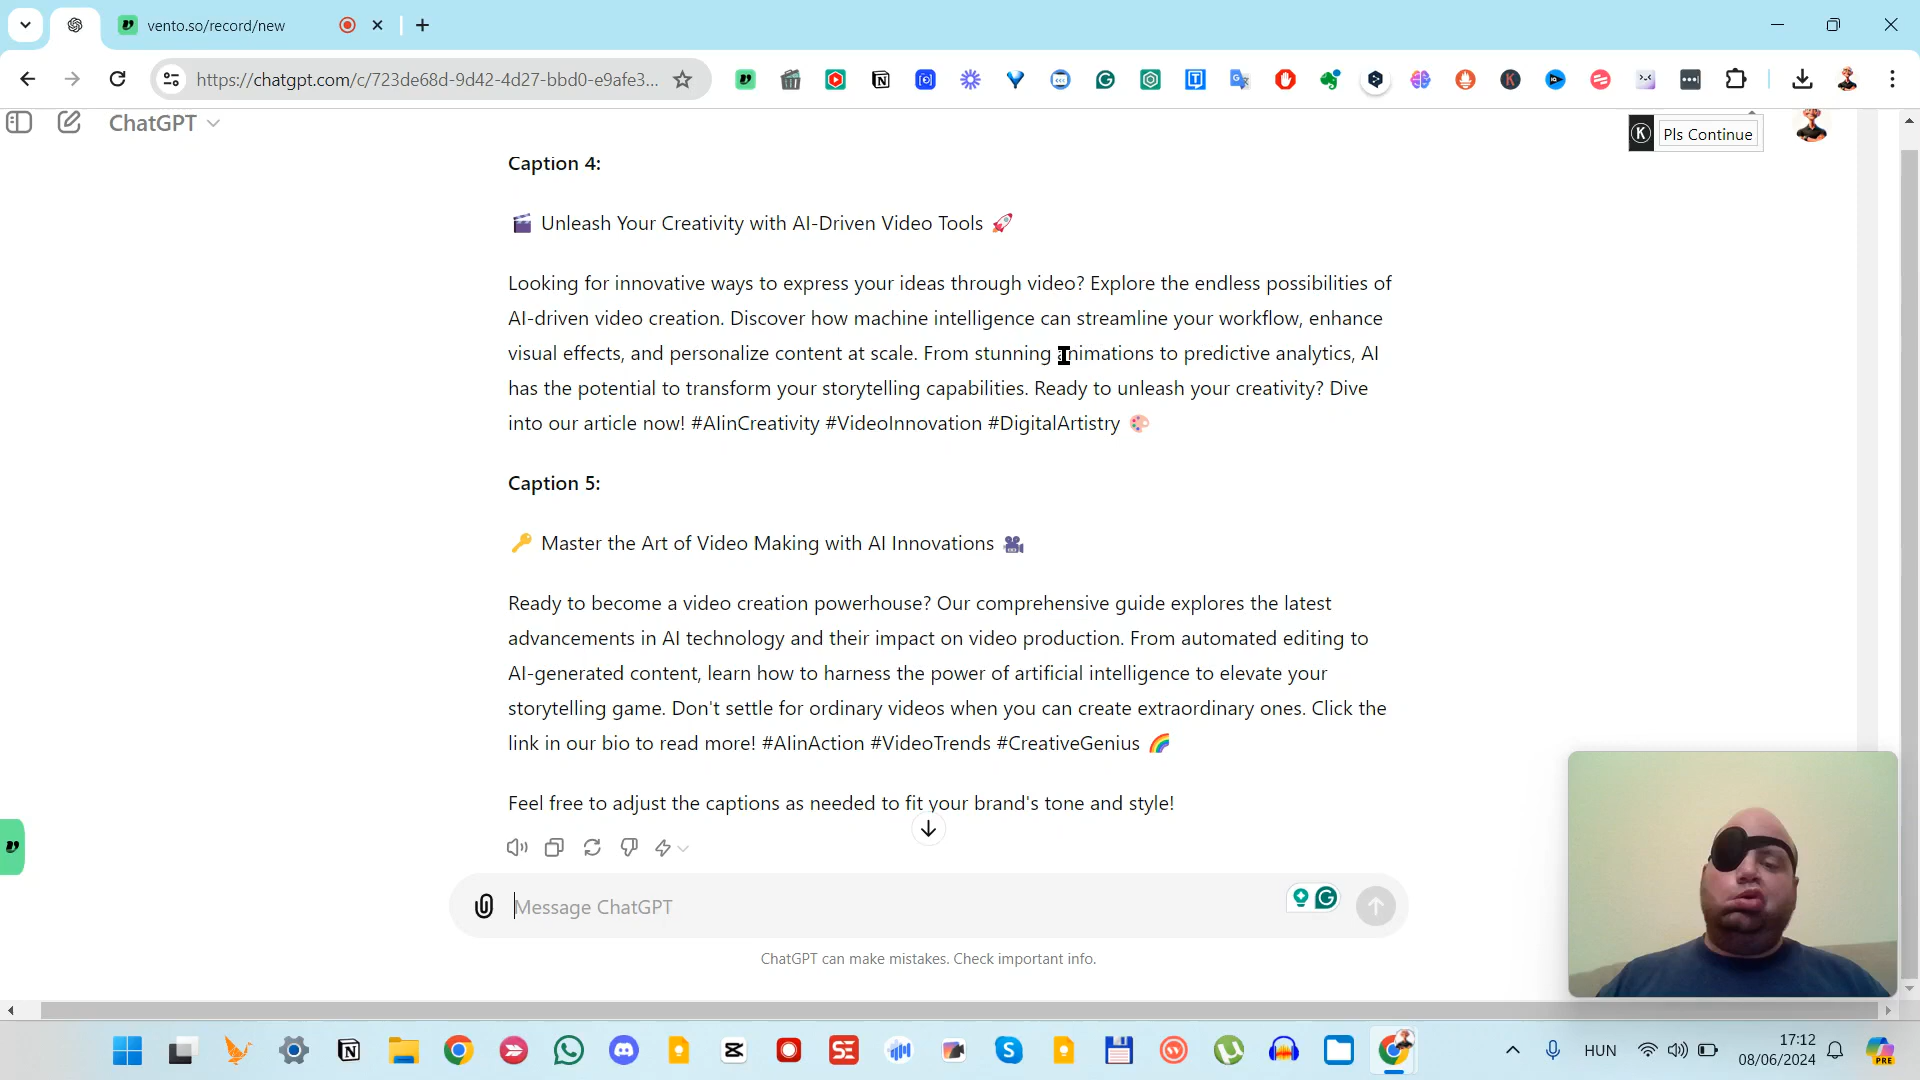 vento.so/record/new
https://chatgpt.com/c/723de68d-9d42-4d27-bbd0-e9afe3...
ChatGPT
Pls Continue
Caption 4:
🎬 Unleash Your Creativity with AI-Driven Video Tools 🚀
Looking for innovative ways to express your ideas through video? Explore the endless possibilities of
AI-driven video creation. Discover how machine intelligence can streamline your workflow, enhance
visual effects, and personalize content at scale. From stunning animations to predictive analytics, AI
has the potential to transform your storytelling capabilities. Ready to unleash your creativity? Dive
into our article now! #AIinCreativity #VideoInnovation #DigitalArtistry 🎨
Caption 5:
🔑 Master the Art of Video Making with AI Innovations 🎥
Ready to become a video creation powerhouse? Our comprehensive guide explores the latest
advancements in AI technology and their impact on video production. From automated editing to
AI-generated content, learn how to harness the power of artificial intelligence to elevate your
storytelling game. Don't settle for ordinary videos when you can create extraordinary ones. Click the
link in our bio to read more! #AIinAction #VideoTrends #CreativeGenius 🌈
Feel free to adjust the captions as needed to fit your brand's tone and style!
Message ChatGPT
ChatGPT can make mistakes. Check important info.
HUN
17:12
08/06/2024